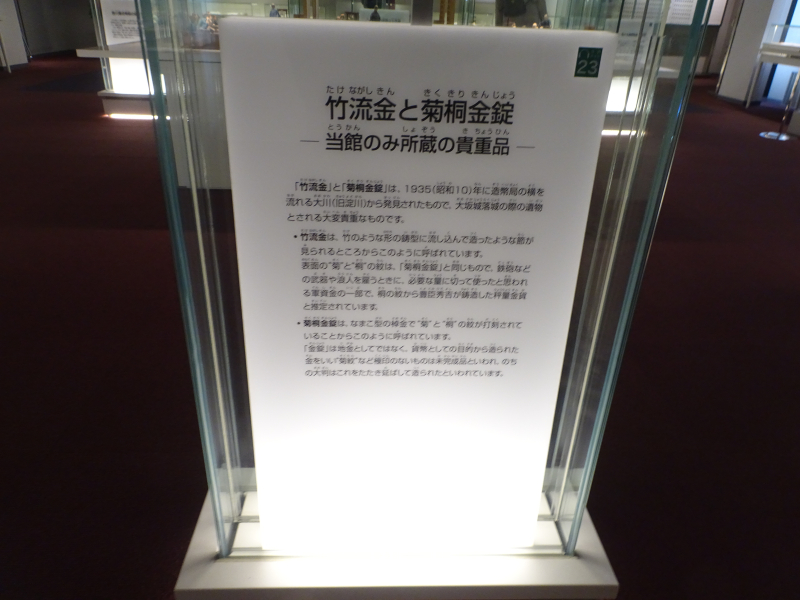 23
竹流金と菊桐金錠
たけ ながし きん きく きり きん じょう
― 当館のみ所蔵の貴重品 ―
とう かん しょ ぞう き ちょう ひん
「竹流金」と「菊桐金錠」は、1935(昭和10)年に造幣局の横を
流れる大川(旧淀川)から発見されたもので、大坂城落城の際の遺物
とされる大変貴重なものです。
・竹流金は、竹のような形の鋳型に流し込んで造ったような節が
見られるところからこのように呼ばれています。
表面の"菊"と"桐"の紋は、「菊桐金錠」と同じもので、鉄砲など
の武器や浪人を雇うときに、必要な量に切って使ったと思われ
る軍資金の一部で、桐の紋から豊臣秀吉が鋳造した秤量金貨
と推定されています。
・菊桐金錠は、なまこ型の棹金で"菊"と"桐"の紋が打刻されて
いることからこのように呼ばれています。
「金錠」は地金としてではなく、貨幣としての目的から造られた
金をいい"菊紋"など極印のないものは未完成品といわれ、のち
の大判はこれをたたき延ばして造られたといわれています。